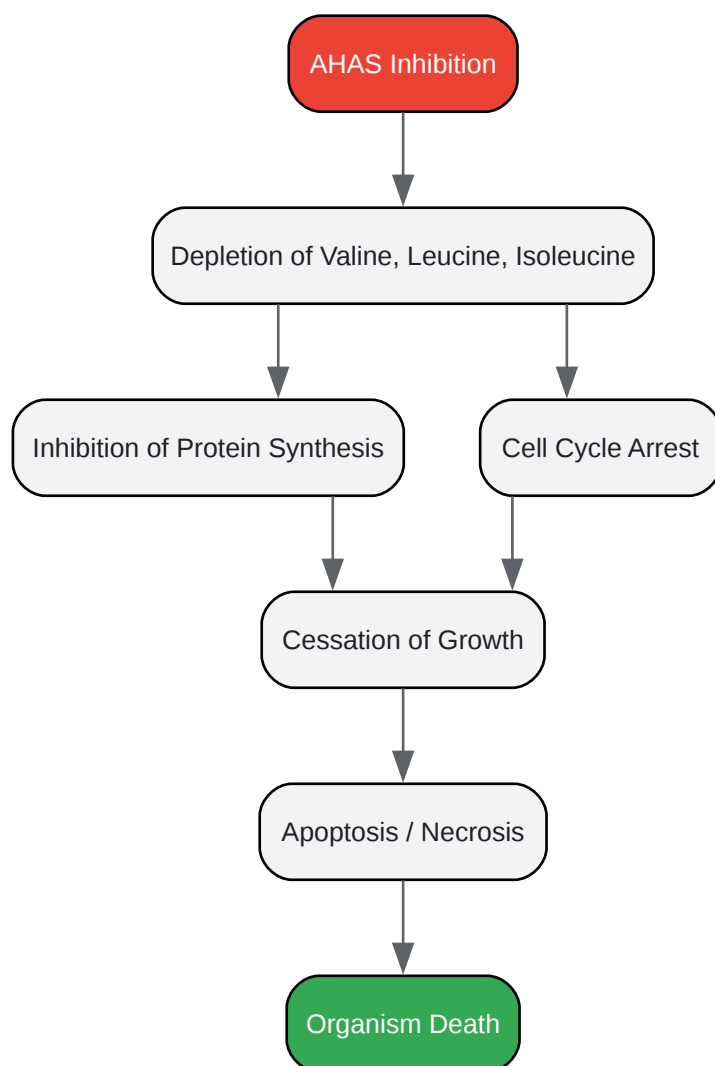 AHAS Inhibition
Depletion of Valine, Leucine, Isoleucine
Inhibition of Protein Synthesis
Cell Cycle Arrest
Cessation of Growth
Apoptosis / Necrosis
Organism Death